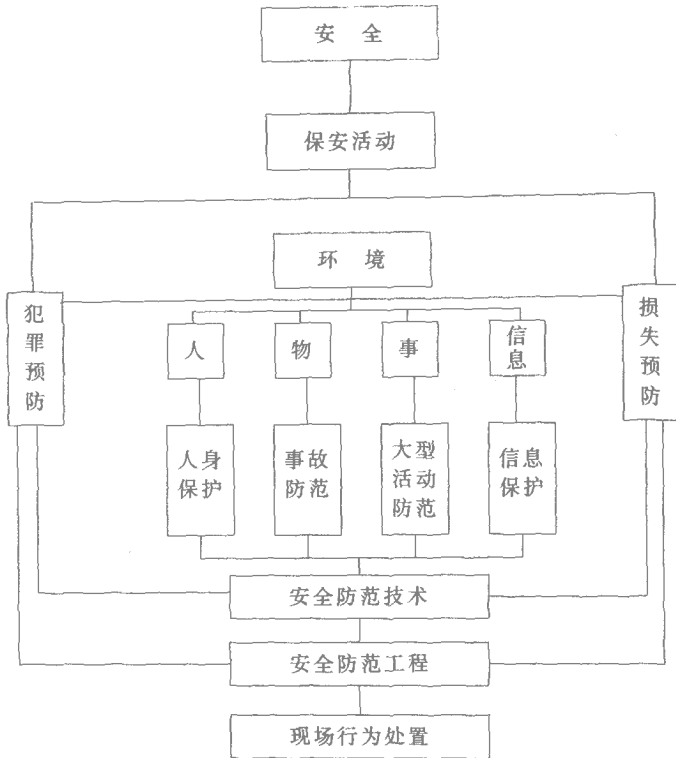 安 全
保安活动
环 境
犯
罪
预
防
损
失
预
防
人
物
事
信
息
人身
保护
事故
防范
大型
活动
防范
信息
保护
安全防范技术
安全防范工程
现场行为处置